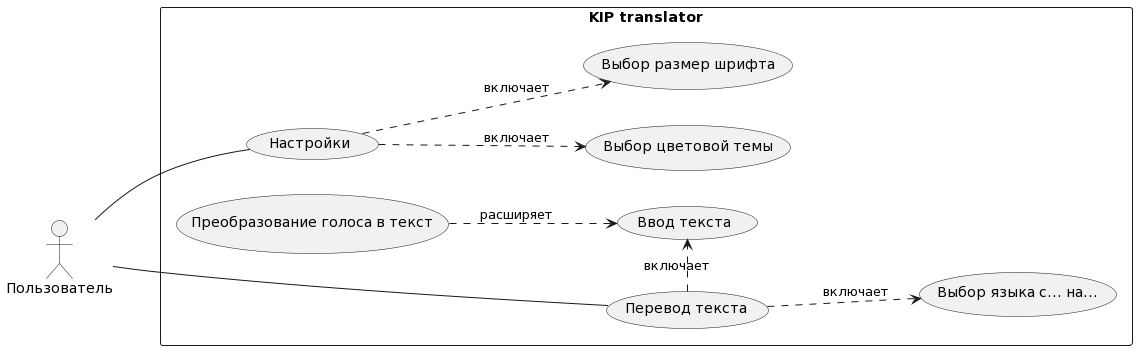 KIP translator
Выбор размер шрифта
включает
Настройки
включает
Выбор цветовой темы
Преобразование голоса в текст
расширяет
Ввод текста
включает
Пользователь
Перевод текста
включает
Выбор языка с... на...